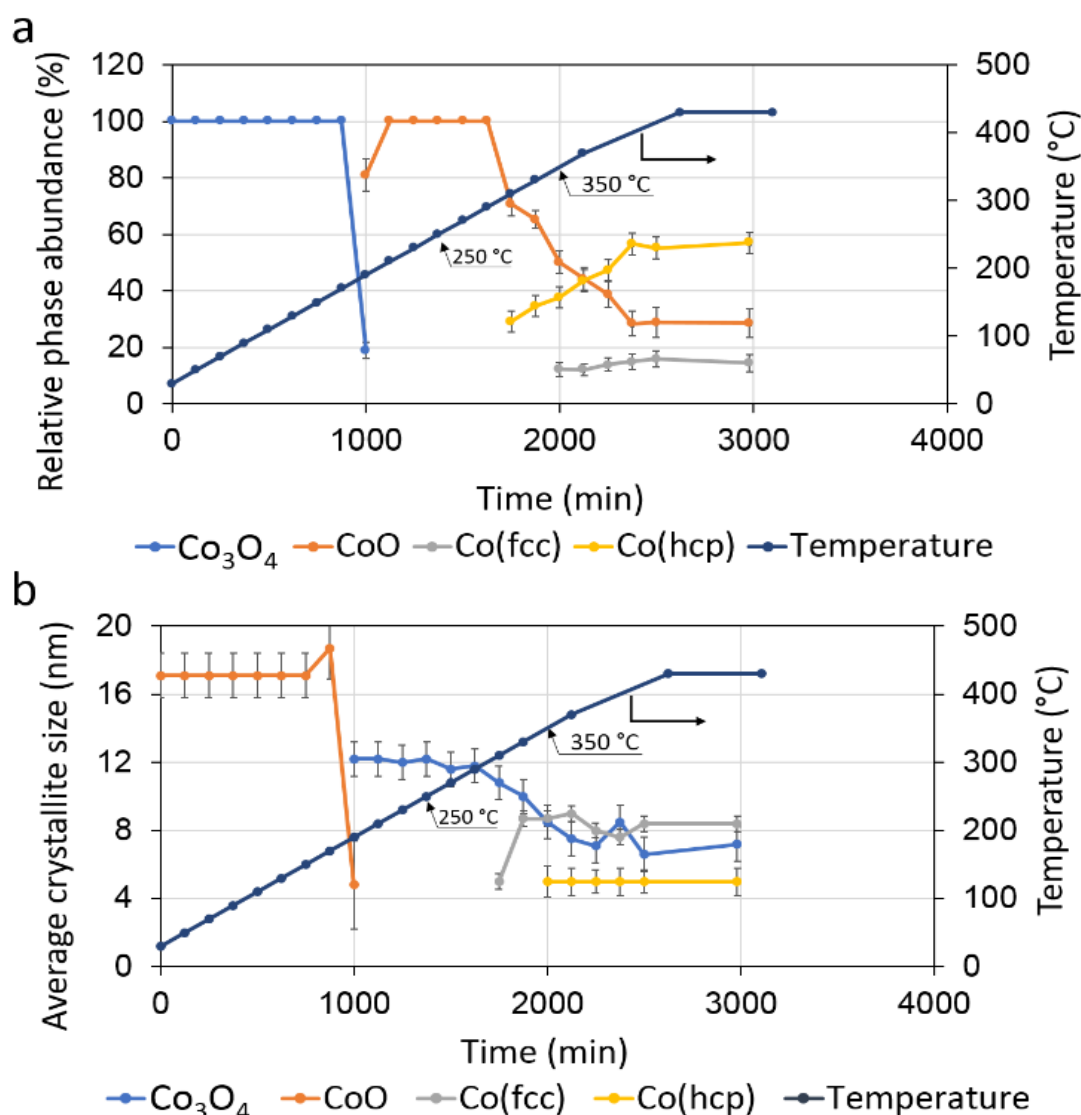 a
Relative phase abundance (%)
120
100
80
60
40
20
0
500
400
300
200
100
0
Temperature (°C)
350 °C
250 °C
0 1000 2000 3000 4000
Time (min)
Co₃O₄ CoO Co(fcc) Co(hcp) Temperature
b
Average crystallite size (nm)
20
16
12
8
4
0
500
400
300
200
100
0
Temperature (°C)
350 °C
250 °C
0 1000 2000 3000 4000
Time (min)
Co₃O₄ CoO Co(fcc) Co(hcp) Temperature